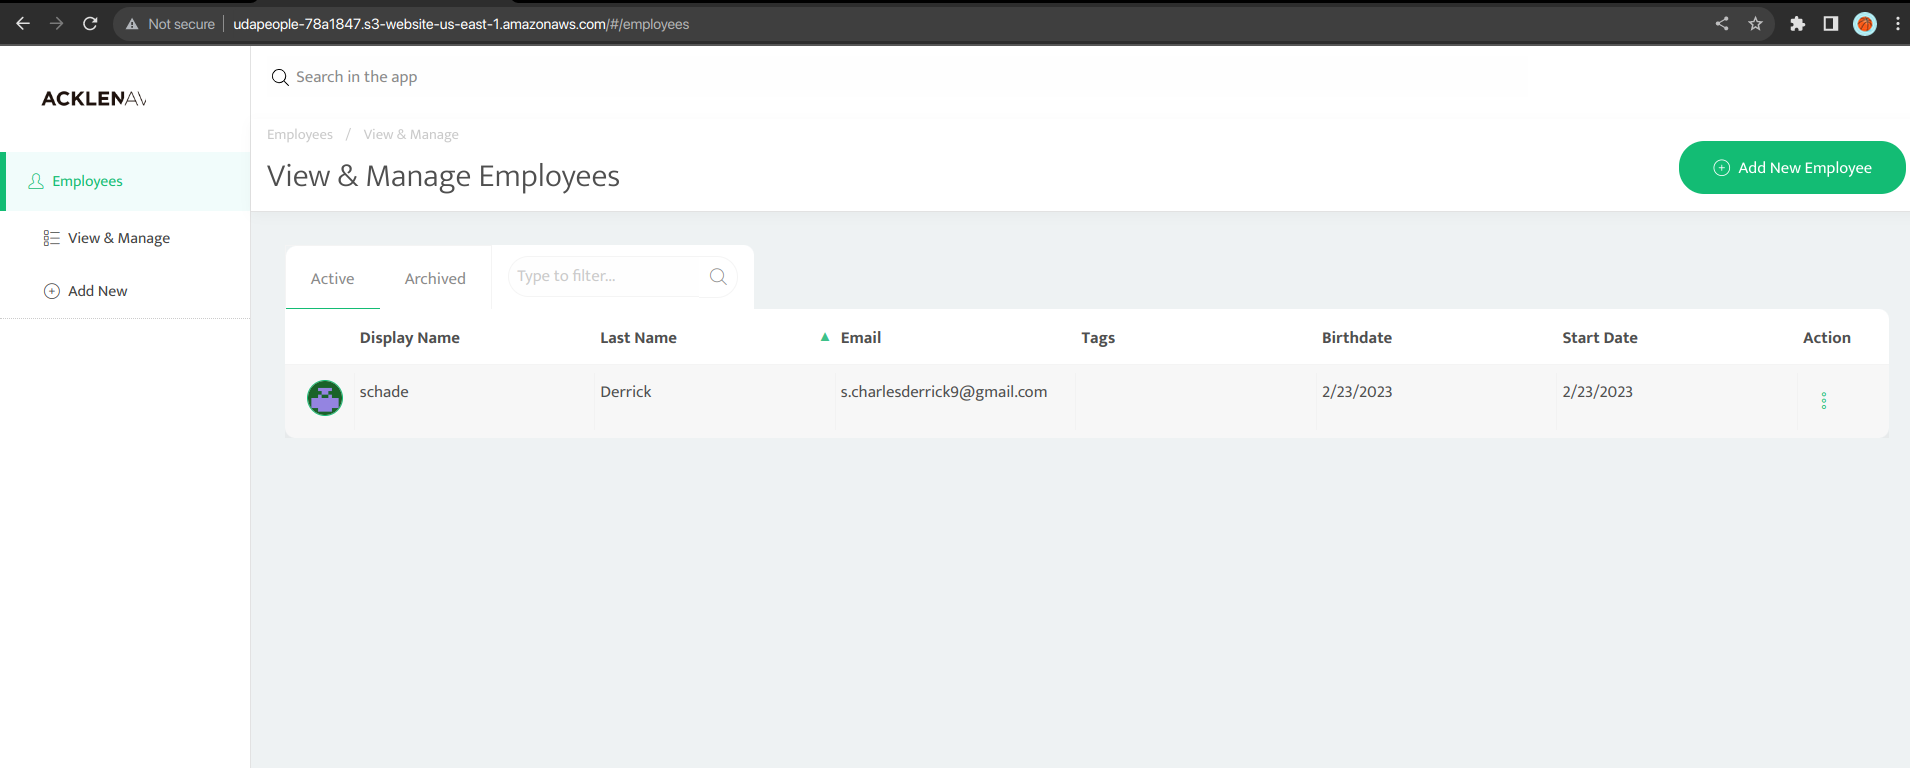 Not secure udapeople-78a1847.s3-website-us-east-1.amazonaws.com/#/employees
ACKLENAV
Search in the app
Employees / View & Manage
View & Manage Employees
Add New Employee
Employees
View & Manage
Add New
Active Archived Type to filter...
Display Name Last Name ▲ Email Tags Birthdate Start Date Action
schade Derrick s.charlesderrick9@gmail.com 2/23/2023 2/23/2023